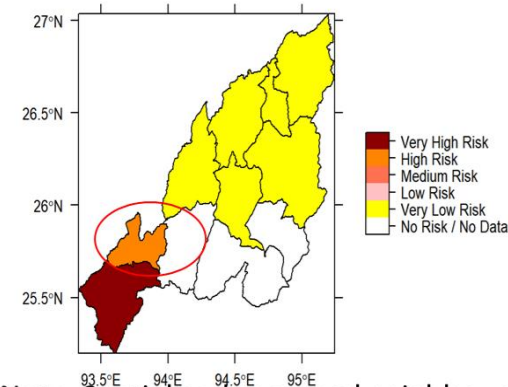 27°N
26.5°N
26°N
25.5°N
93.5°E 94°E 94.5°E 95°E
Very High Risk
High Risk
Medium Risk
Low Risk
Very Low Risk
No Risk / No Data